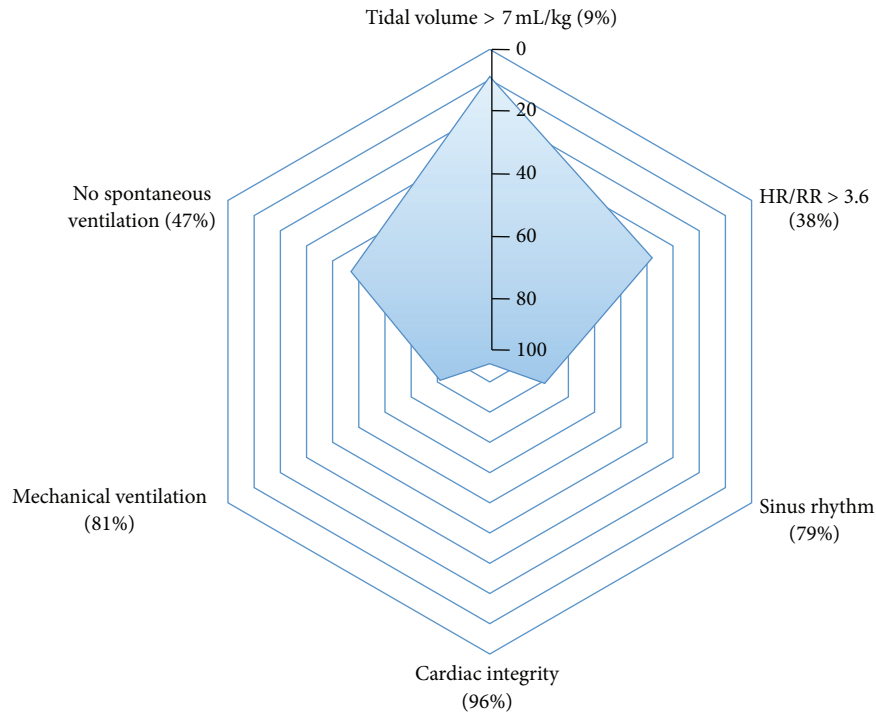 Tidal volume > 7 mL/kg (9%)
0
20
40
60
80
100
No spontaneous
ventilation (47%)
HR/RR > 3.6
(38%)
Mechanical ventilation
(81%)
Sinus rhythm
(79%)
Cardiac integrity
(96%)